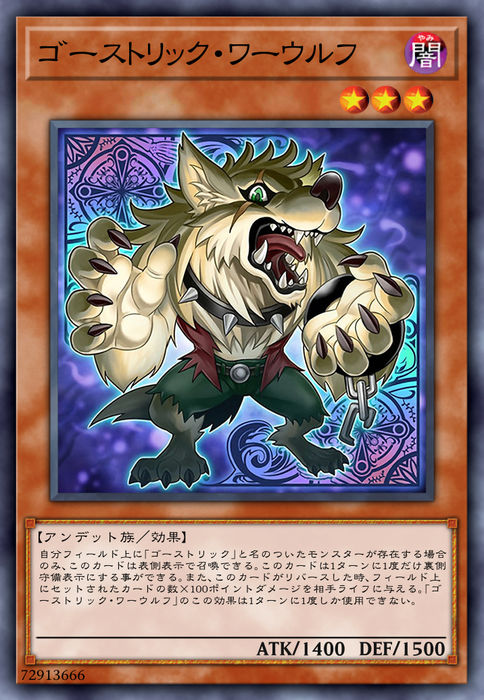 ゴーストリック・ワーウルフ
やみ
闇
【アンデット族／効果】
自分フィールド上に「ゴーストリック」と名のついたモンスターが存在する場合
のみ、このカードは表側表示で召喚できる。このカードは1ターンに1度だけ裏側
守備表示にする事ができる。また、このカードがリバースした時、フィールド上
にセットされたカードの数×100ポイントダメージを相手ライフに与える。「ゴ
ーストリック・ワーウルフ」のこの効果は1ターンに1度しか使用できない。
ATK/1400 DEF/1500
72913666